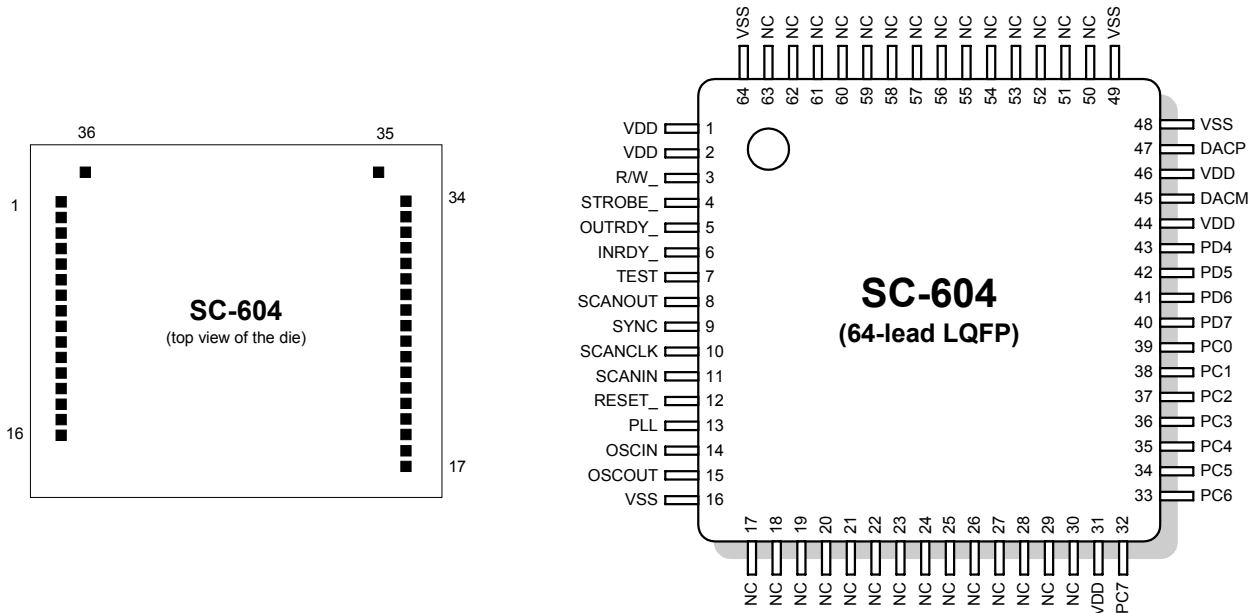 36
35
1
34
SC-604
(top view of the die)
16
17
VSS NC NC NC NC NC NC NC NC NC NC NC NC NC NC VSS
64 63 62 61 60 59 58 57 56 55 54 53 52 51 50 49
VDD 1
VDD 2
R/W_ 3
STROBE_ 4
OUTRDY_ 5
INRDY_ 6
TEST 7
SCANOUT 8
SYNC 9
SCANCLK 10
SCANIN 11
RESET_ 12
PLL 13
OSCIN 14
OSCOUT 15
VSS 16
SC-604
(64-lead LQFP)
48 VSS
47 DACP
46 VDD
45 DACM
44 VDD
43 PD4
42 PD5
41 PD6
40 PD7
39 PC0
38 PC1
37 PC2
36 PC3
35 PC4
34 PC5
33 PC6
17 18 19 20 21 22 23 24 25 26 27 28 29 30 31 32
NC NC NC NC NC NC NC NC NC NC NC NC NC NC VDD PC7